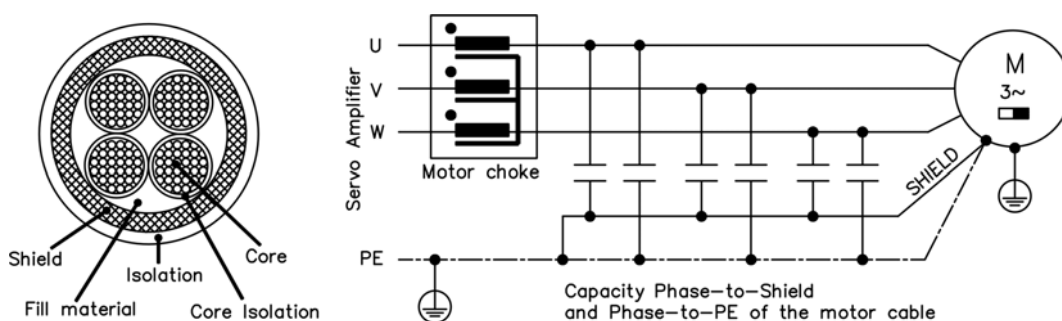 Shield
Isolation
Core
Fill material
Core Isolation
Servo Amplifier
U
V
W
PE
Motor choke
SHIELD
M
3~
Capacity Phase-to-Shield
and Phase-to-PE of the motor cable